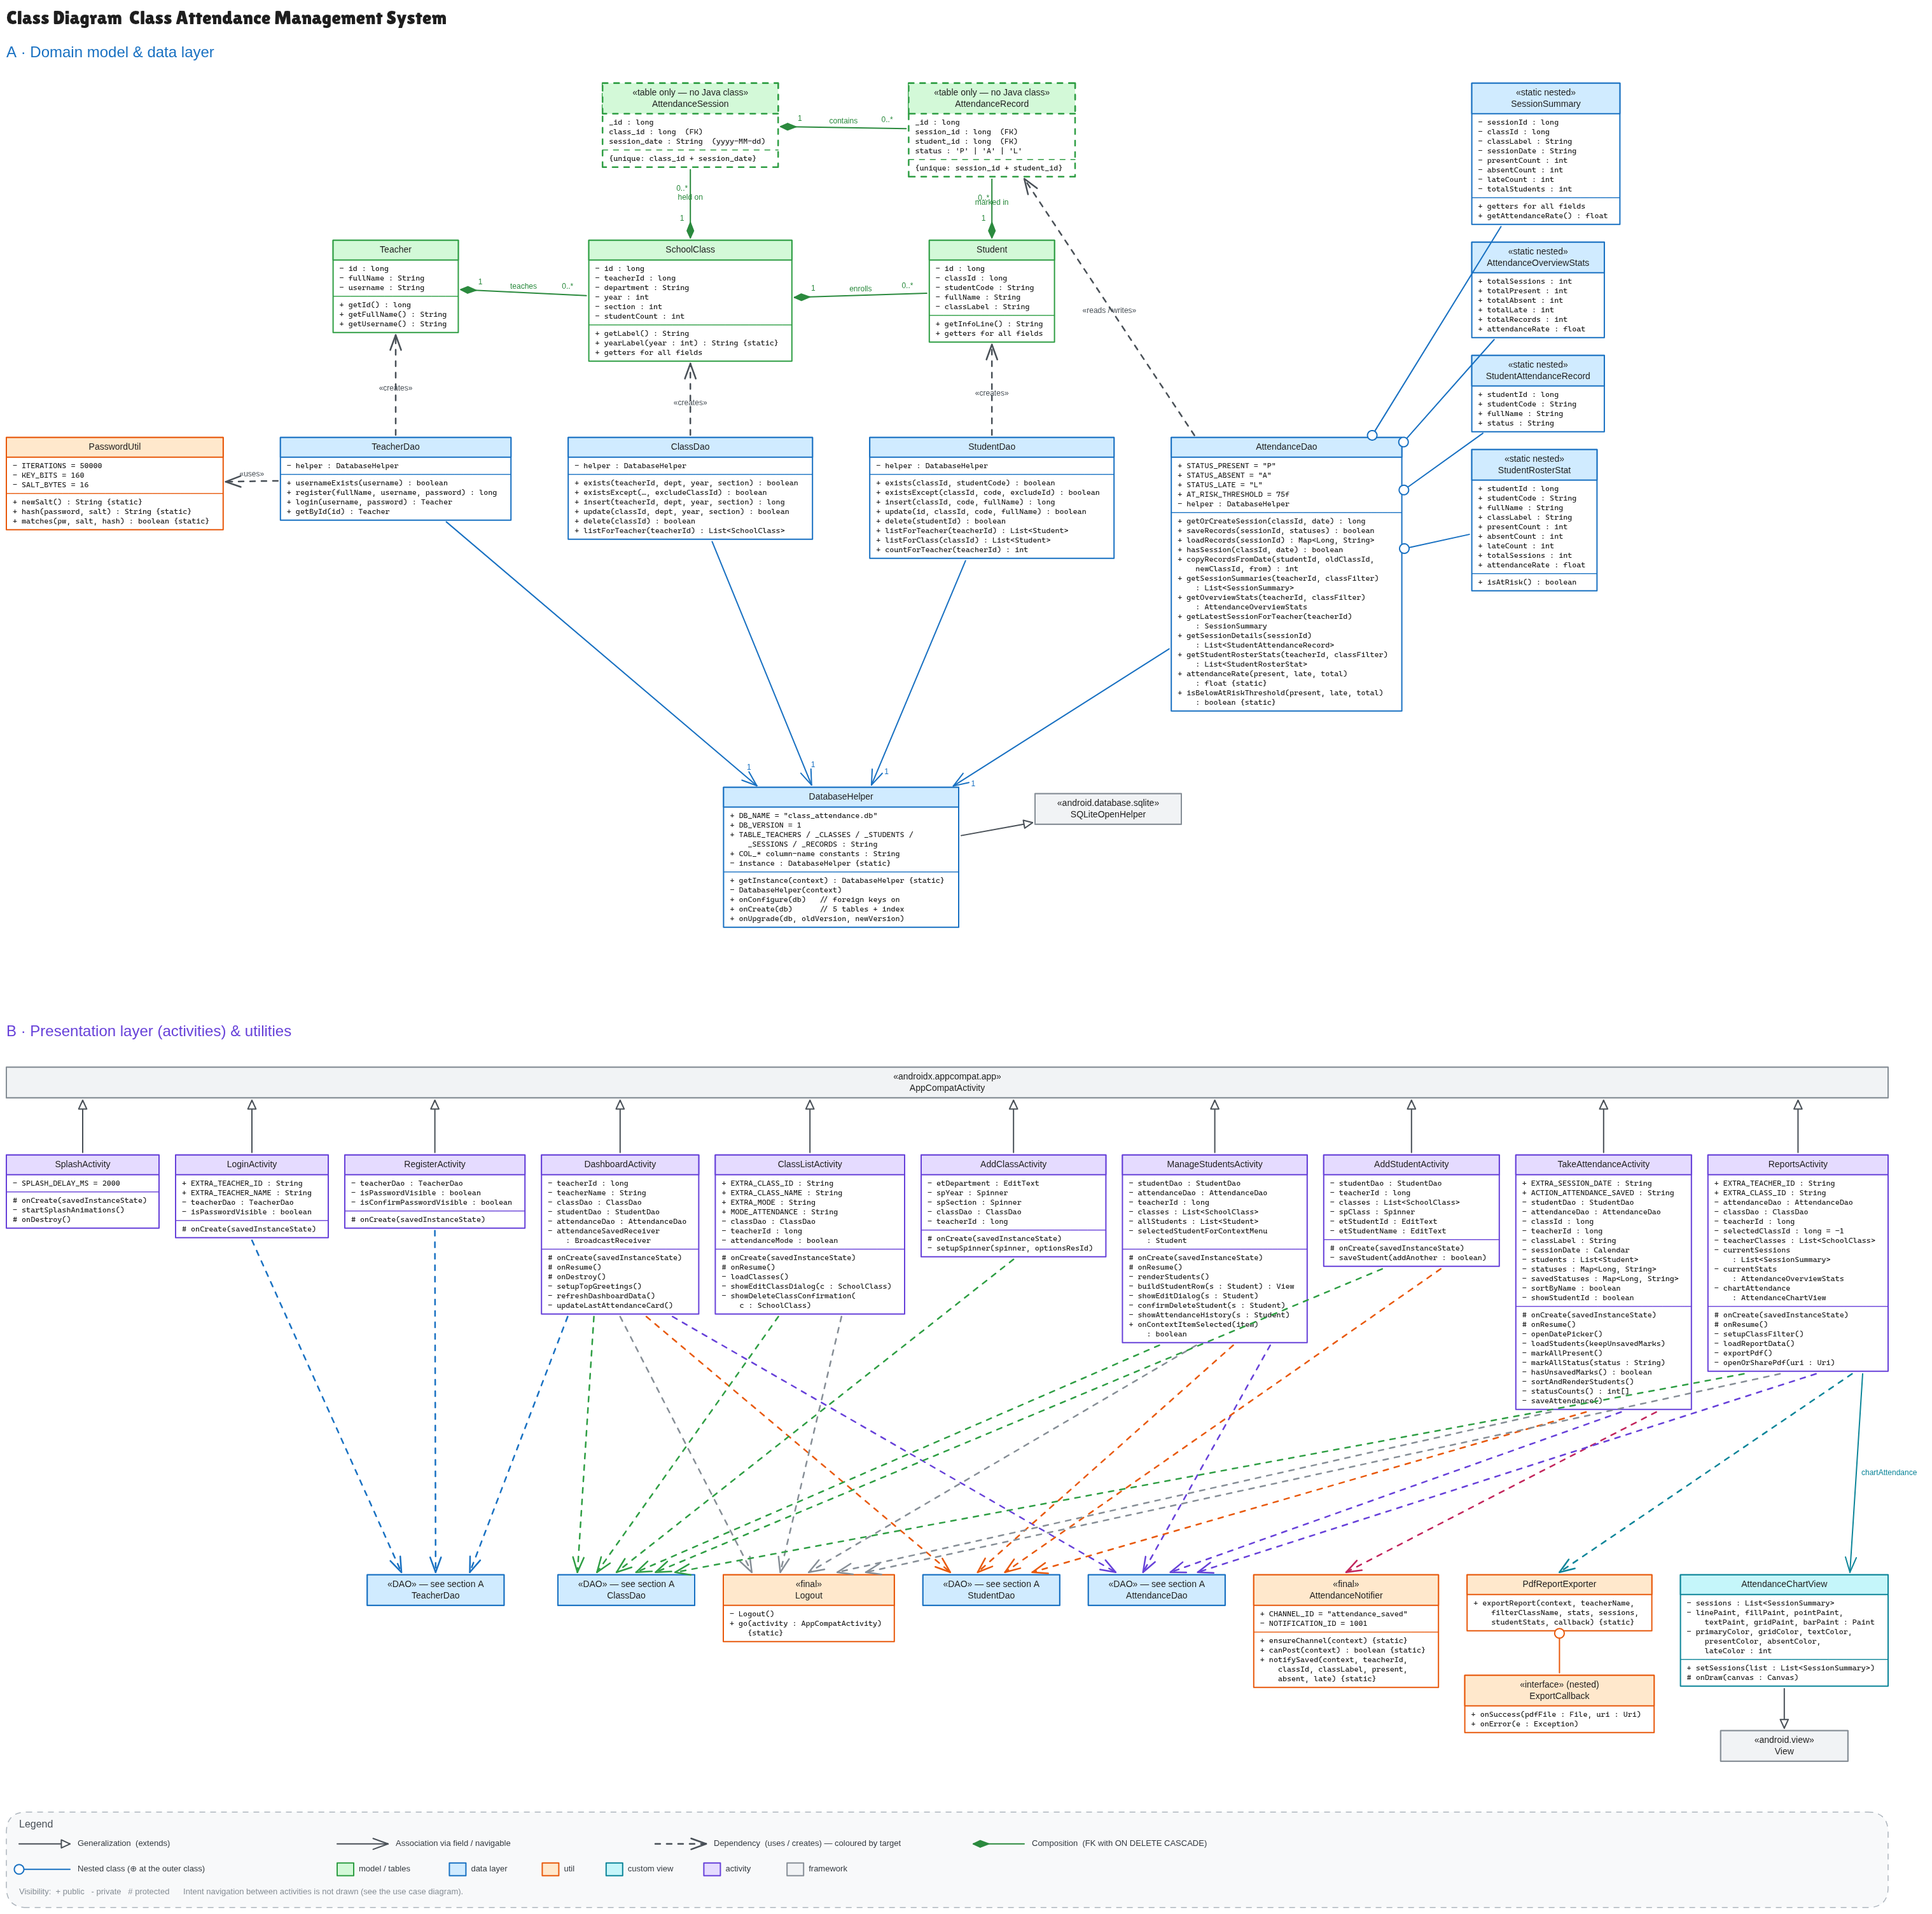 Class Diagram  Class Attendance Management System
A · Domain model & data layer
«table only — no Java class»
AttendanceSession
_id : long
class_id : long  (FK)
session_date : String  (yyyy-MM-dd)
{unique: class_id + session_date}
1
contains
0..*
«table only — no Java class»
AttendanceRecord
_id : long
session_id : long  (FK)
student_id : long  (FK)
status : 'P' | 'A' | 'L'
{unique: session_id + student_id}
«static nested»
SessionSummary
− sessionId : long
− classId : long
− classLabel : String
− sessionDate : String
− presentCount : int
− absentCount : int
− lateCount : int
− totalStudents : int
+ getters for all fields
+ getAttendanceRate() : float
0..*
held on
1
0..*
marked in
1
Teacher
− id : long
− fullName : String
− username : String
+ getId() : long
+ getFullName() : String
+ getUsername() : String
1
teaches
0..*
SchoolClass
− id : long
− teacherId : long
− department : String
− year : int
− section : int
− studentCount : int
+ getLabel() : String
+ yearLabel(year : int) : String {static}
+ getters for all fields
1
enrolls
0..*
Student
− id : long
− classId : long
− studentCode : String
− fullName : String
− classLabel : String
+ getInfoLine() : String
+ getters for all fields
«reads / writes»
«static nested»
AttendanceOverviewStats
+ totalSessions : int
+ totalPresent : int
+ totalAbsent : int
+ totalLate : int
+ totalRecords : int
+ attendanceRate : float
«static nested»
StudentAttendanceRecord
+ studentId : long
+ studentCode : String
+ fullName : String
+ status : String
«static nested»
StudentRosterStat
+ studentId : long
+ studentCode : String
+ fullName : String
+ classLabel : String
+ presentCount : int
+ absentCount : int
+ lateCount : int
+ totalSessions : int
+ attendanceRate : float
+ isAtRisk() : boolean
«creates»
«creates»
«creates»
PasswordUtil
− ITERATIONS = 50000
− KEY_BITS = 160
− SALT_BYTES = 16
+ newSalt() : String {static}
+ hash(password, salt) : String {static}
+ matches(pw, salt, hash) : boolean {static}
«uses»
TeacherDao
− helper : DatabaseHelper
+ usernameExists(username) : boolean
+ register(fullName, username, password) : long
+ login(username, password) : Teacher
+ getById(id) : Teacher
ClassDao
− helper : DatabaseHelper
+ exists(teacherId, dept, year, section) : boolean
+ existsExcept(…, excludeClassId) : boolean
+ insert(teacherId, dept, year, section) : long
+ update(classId, dept, year, section) : boolean
+ delete(classId) : boolean
+ listForTeacher(teacherId) : List<SchoolClass>
StudentDao
− helper : DatabaseHelper
+ exists(classId, studentCode) : boolean
+ existsExcept(classId, code, excludeId) : boolean
+ insert(classId, code, fullName) : long
+ update(id, classId, code, fullName) : boolean
+ delete(studentId) : boolean
+ listForTeacher(teacherId) : List<Student>
+ listForClass(classId) : List<Student>
+ countForTeacher(teacherId) : int
AttendanceDao
+ STATUS_PRESENT = "P"
+ STATUS_ABSENT = "A"
+ STATUS_LATE = "L"
+ AT_RISK_THRESHOLD = 75f
− helper : DatabaseHelper
+ getOrCreateSession(classId, date) : long
+ saveRecords(sessionId, statuses) : boolean
+ loadRecords(sessionId) : Map<Long, String>
+ hasSession(classId, date) : boolean
+ copyRecordsFromDate(studentId, oldClassId,
newClassId, from) : int
+ getSessionSummaries(teacherId, classFilter)
: List<SessionSummary>
+ getOverviewStats(teacherId, classFilter)
: AttendanceOverviewStats
+ getLatestSessionForTeacher(teacherId)
: SessionSummary
+ getSessionDetails(sessionId)
: List<StudentAttendanceRecord>
+ getStudentRosterStats(teacherId, classFilter)
: List<StudentRosterStat>
+ attendanceRate(present, late, total)
: float {static}
+ isBelowAtRiskThreshold(present, late, total)
: boolean {static}
1
1
1
1
DatabaseHelper
+ DB_NAME = "class_attendance.db"
+ DB_VERSION = 1
+ TABLE_TEACHERS / _CLASSES / _STUDENTS /
_SESSIONS / _RECORDS : String
+ COL_* column-name constants : String
− instance : DatabaseHelper {static}
+ getInstance(context) : DatabaseHelper {static}
− DatabaseHelper(context)
+ onConfigure(db)   // foreign keys on
+ onCreate(db)      // 5 tables + index
+ onUpgrade(db, oldVersion, newVersion)
«android.database.sqlite»
SQLiteOpenHelper
B · Presentation layer (activities) & utilities
«androidx.appcompat.app»
AppCompatActivity
SplashActivity
− SPLASH_DELAY_MS = 2000
# onCreate(savedInstanceState)
− startSplashAnimations()
# onDestroy()
LoginActivity
+ EXTRA_TEACHER_ID : String
+ EXTRA_TEACHER_NAME : String
− teacherDao : TeacherDao
− isPasswordVisible : boolean
# onCreate(savedInstanceState)
RegisterActivity
− teacherDao : TeacherDao
− isPasswordVisible : boolean
− isConfirmPasswordVisible : boolean
# onCreate(savedInstanceState)
DashboardActivity
− teacherId : long
− teacherName : String
− classDao : ClassDao
− studentDao : StudentDao
− attendanceDao : AttendanceDao
− attendanceSavedReceiver
: BroadcastReceiver
# onCreate(savedInstanceState)
# onResume()
# onDestroy()
− setupTopGreetings()
− refreshDashboardData()
− updateLastAttendanceCard()
ClassListActivity
+ EXTRA_CLASS_ID : String
+ EXTRA_CLASS_NAME : String
+ EXTRA_MODE : String
+ MODE_ATTENDANCE : String
− classDao : ClassDao
− teacherId : long
− attendanceMode : boolean
# onCreate(savedInstanceState)
# onResume()
− loadClasses()
− showEditClassDialog(c : SchoolClass)
− showDeleteClassConfirmation(
c : SchoolClass)
AddClassActivity
− etDepartment : EditText
− spYear : Spinner
− spSection : Spinner
− classDao : ClassDao
− teacherId : long
# onCreate(savedInstanceState)
− setupSpinner(spinner, optionsResId)
ManageStudentsActivity
− studentDao : StudentDao
− attendanceDao : AttendanceDao
− teacherId : long
− classes : List<SchoolClass>
− allStudents : List<Student>
− selectedStudentForContextMenu
: Student
# onCreate(savedInstanceState)
# onResume()
− renderStudents()
− buildStudentRow(s : Student) : View
− showEditDialog(s : Student)
− confirmDeleteStudent(s : Student)
− showAttendanceHistory(s : Student)
+ onContextItemSelected(item)
: boolean
AddStudentActivity
− studentDao : StudentDao
− teacherId : long
− classes : List<SchoolClass>
− spClass : Spinner
− etStudentId : EditText
− etStudentName : EditText
# onCreate(savedInstanceState)
− saveStudent(addAnother : boolean)
TakeAttendanceActivity
+ EXTRA_SESSION_DATE : String
+ ACTION_ATTENDANCE_SAVED : String
− studentDao : StudentDao
− attendanceDao : AttendanceDao
− classId : long
− teacherId : long
− classLabel : String
− sessionDate : Calendar
− students : List<Student>
− statuses : Map<Long, String>
− savedStatuses : Map<Long, String>
− sortByName : boolean
− showStudentId : boolean
# onCreate(savedInstanceState)
# onResume()
− openDatePicker()
− loadStudents(keepUnsavedMarks)
− markAllPresent()
− markAllStatus(status : String)
− hasUnsavedMarks() : boolean
− sortAndRenderStudents()
− statusCounts() : int[]
− saveAttendance()
ReportsActivity
+ EXTRA_TEACHER_ID : String
+ EXTRA_CLASS_ID : String
− attendanceDao : AttendanceDao
− classDao : ClassDao
− teacherId : long
− selectedClassId : long = −1
− teacherClasses : List<SchoolClass>
− currentSessions
: List<SessionSummary>
− currentStats
: AttendanceOverviewStats
− chartAttendance
: AttendanceChartView
# onCreate(savedInstanceState)
# onResume()
− setupClassFilter()
− loadReportData()
− exportPdf()
− openOrSharePdf(uri : Uri)
chartAttendance
«DAO» — see section A
TeacherDao
«DAO» — see section A
ClassDao
«final»
Logout
− Logout()
+ go(activity : AppCompatActivity)
{static}
«DAO» — see section A
StudentDao
«DAO» — see section A
AttendanceDao
«final»
AttendanceNotifier
+ CHANNEL_ID = "attendance_saved"
− NOTIFICATION_ID = 1001
+ ensureChannel(context) {static}
+ canPost(context) : boolean {static}
+ notifySaved(context, teacherId,
classId, classLabel, present,
absent, late) {static}
PdfReportExporter
+ exportReport(context, teacherName,
filterClassName, stats, sessions,
studentStats, callback) {static}
«interface» (nested)
ExportCallback
+ onSuccess(pdfFile : File, uri : Uri)
+ onError(e : Exception)
AttendanceChartView
− sessions : List<SessionSummary>
− linePaint, fillPaint, pointPaint,
textPaint, gridPaint, barPaint : Paint
− primaryColor, gridColor, textColor,
presentColor, absentColor,
lateColor : int
+ setSessions(list : List<SessionSummary>)
# onDraw(canvas : Canvas)
«android.view»
View
Legend
Generalization  (extends)
Association via field / navigable
Dependency  (uses / creates) — coloured by target
Composition  (FK with ON DELETE CASCADE)
Nested class (⊕ at the outer class)
model / tables
data layer
util
custom view
activity
framework
Visibility:  + public   - private   # protected      Intent navigation between activities is not drawn (see the use case diagram).